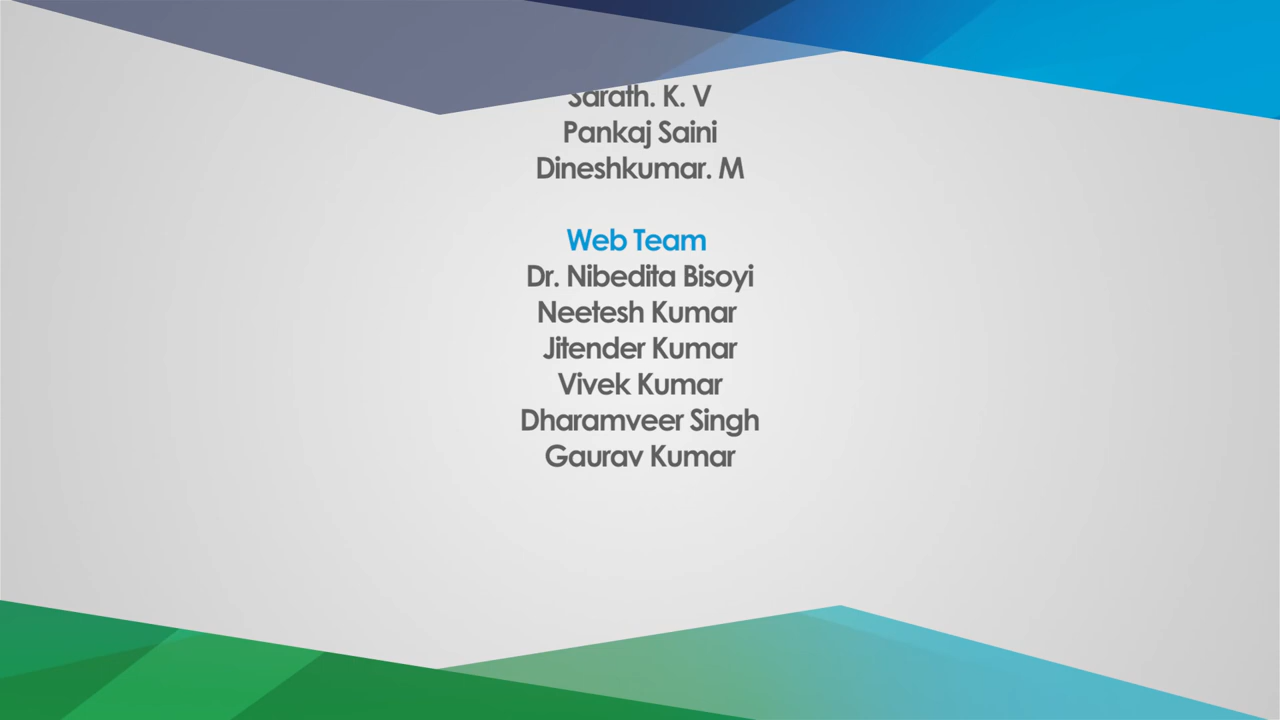 Sarath. K. V
Pankaj Saini
Dineshkumar. M
Web Team
Dr. Nibedita Bisoyi
Neetesh Kumar
Jitender Kumar
Vivek Kumar
Dharamveer Singh
Gaurav Kumar